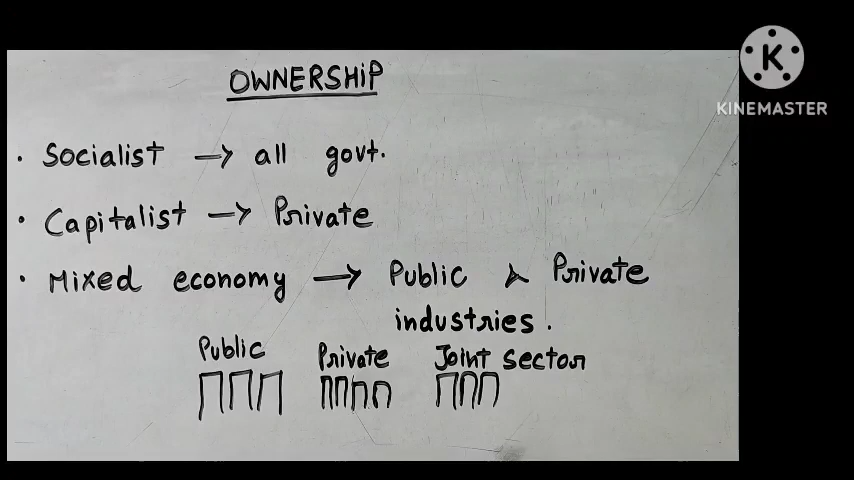 OWNERSHIP
K
KINEMASTER
• Socialist → all govt.
• Capitalist → Private
• Mixed economy → Public & Private
industries.
Public Private Joint sector